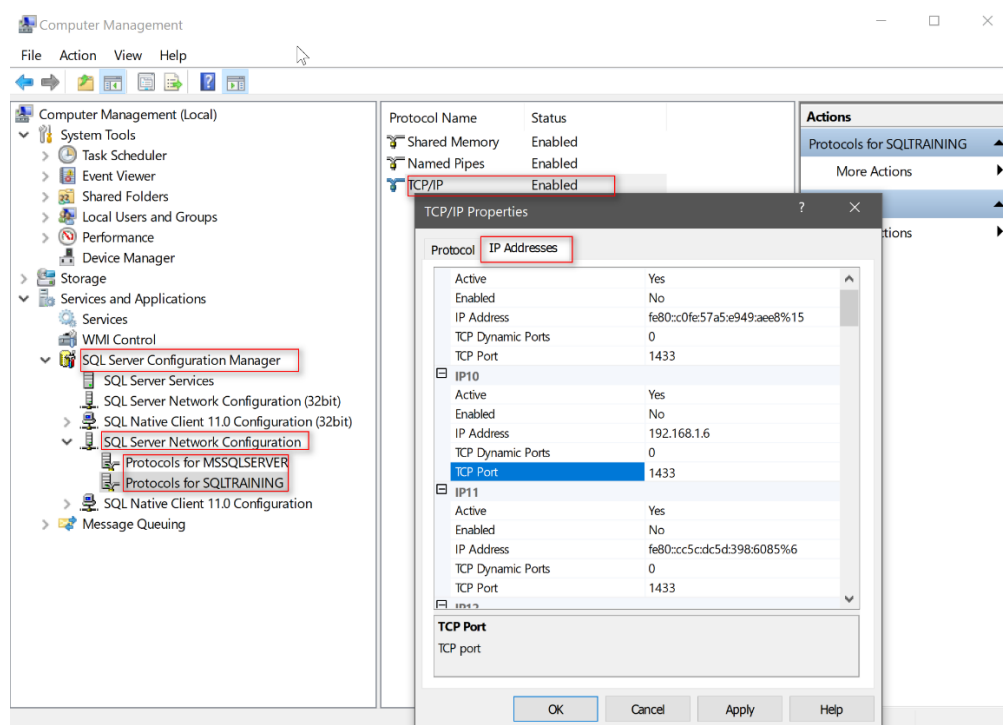 Computer Management
File Action View Help
Computer Management (Local)
System Tools
Task Scheduler
Event Viewer
Shared Folders
Local Users and Groups
Performance
Device Manager
Storage
Services and Applications
Services
WMI Control
SQL Server Configuration Manager
SQL Server Services
SQL Server Network Configuration (32bit)
SQL Native Client 11.0 Configuration (32bit)
SQL Server Network Configuration
Protocols for MSSQLSERVER
Protocols for SQLTRAINING
SQL Native Client 11.0 Configuration
Message Queuing
Protocol Name Status
Shared Memory Enabled
Named Pipes Enabled
TCP/IP Enabled
Actions
Protocols for SQLTRAINING
More Actions
TCP/IP Properties ?
Protocol IP Addresses
Active Yes
Enabled No
IP Address fe80::c0fe:57a5:e949:aee8%15
TCP Dynamic Ports 0
TCP Port 1433
IP10
Active Yes
Enabled No
IP Address 192.168.1.6
TCP Dynamic Ports 0
TCP Port 1433
IP11
Active Yes
Enabled No
IP Address fe80::cc5c:dc5d:398:6085%6
TCP Dynamic Ports 0
TCP Port 1433
IP12
TCP Port
TCP port
OK Cancel Apply Help